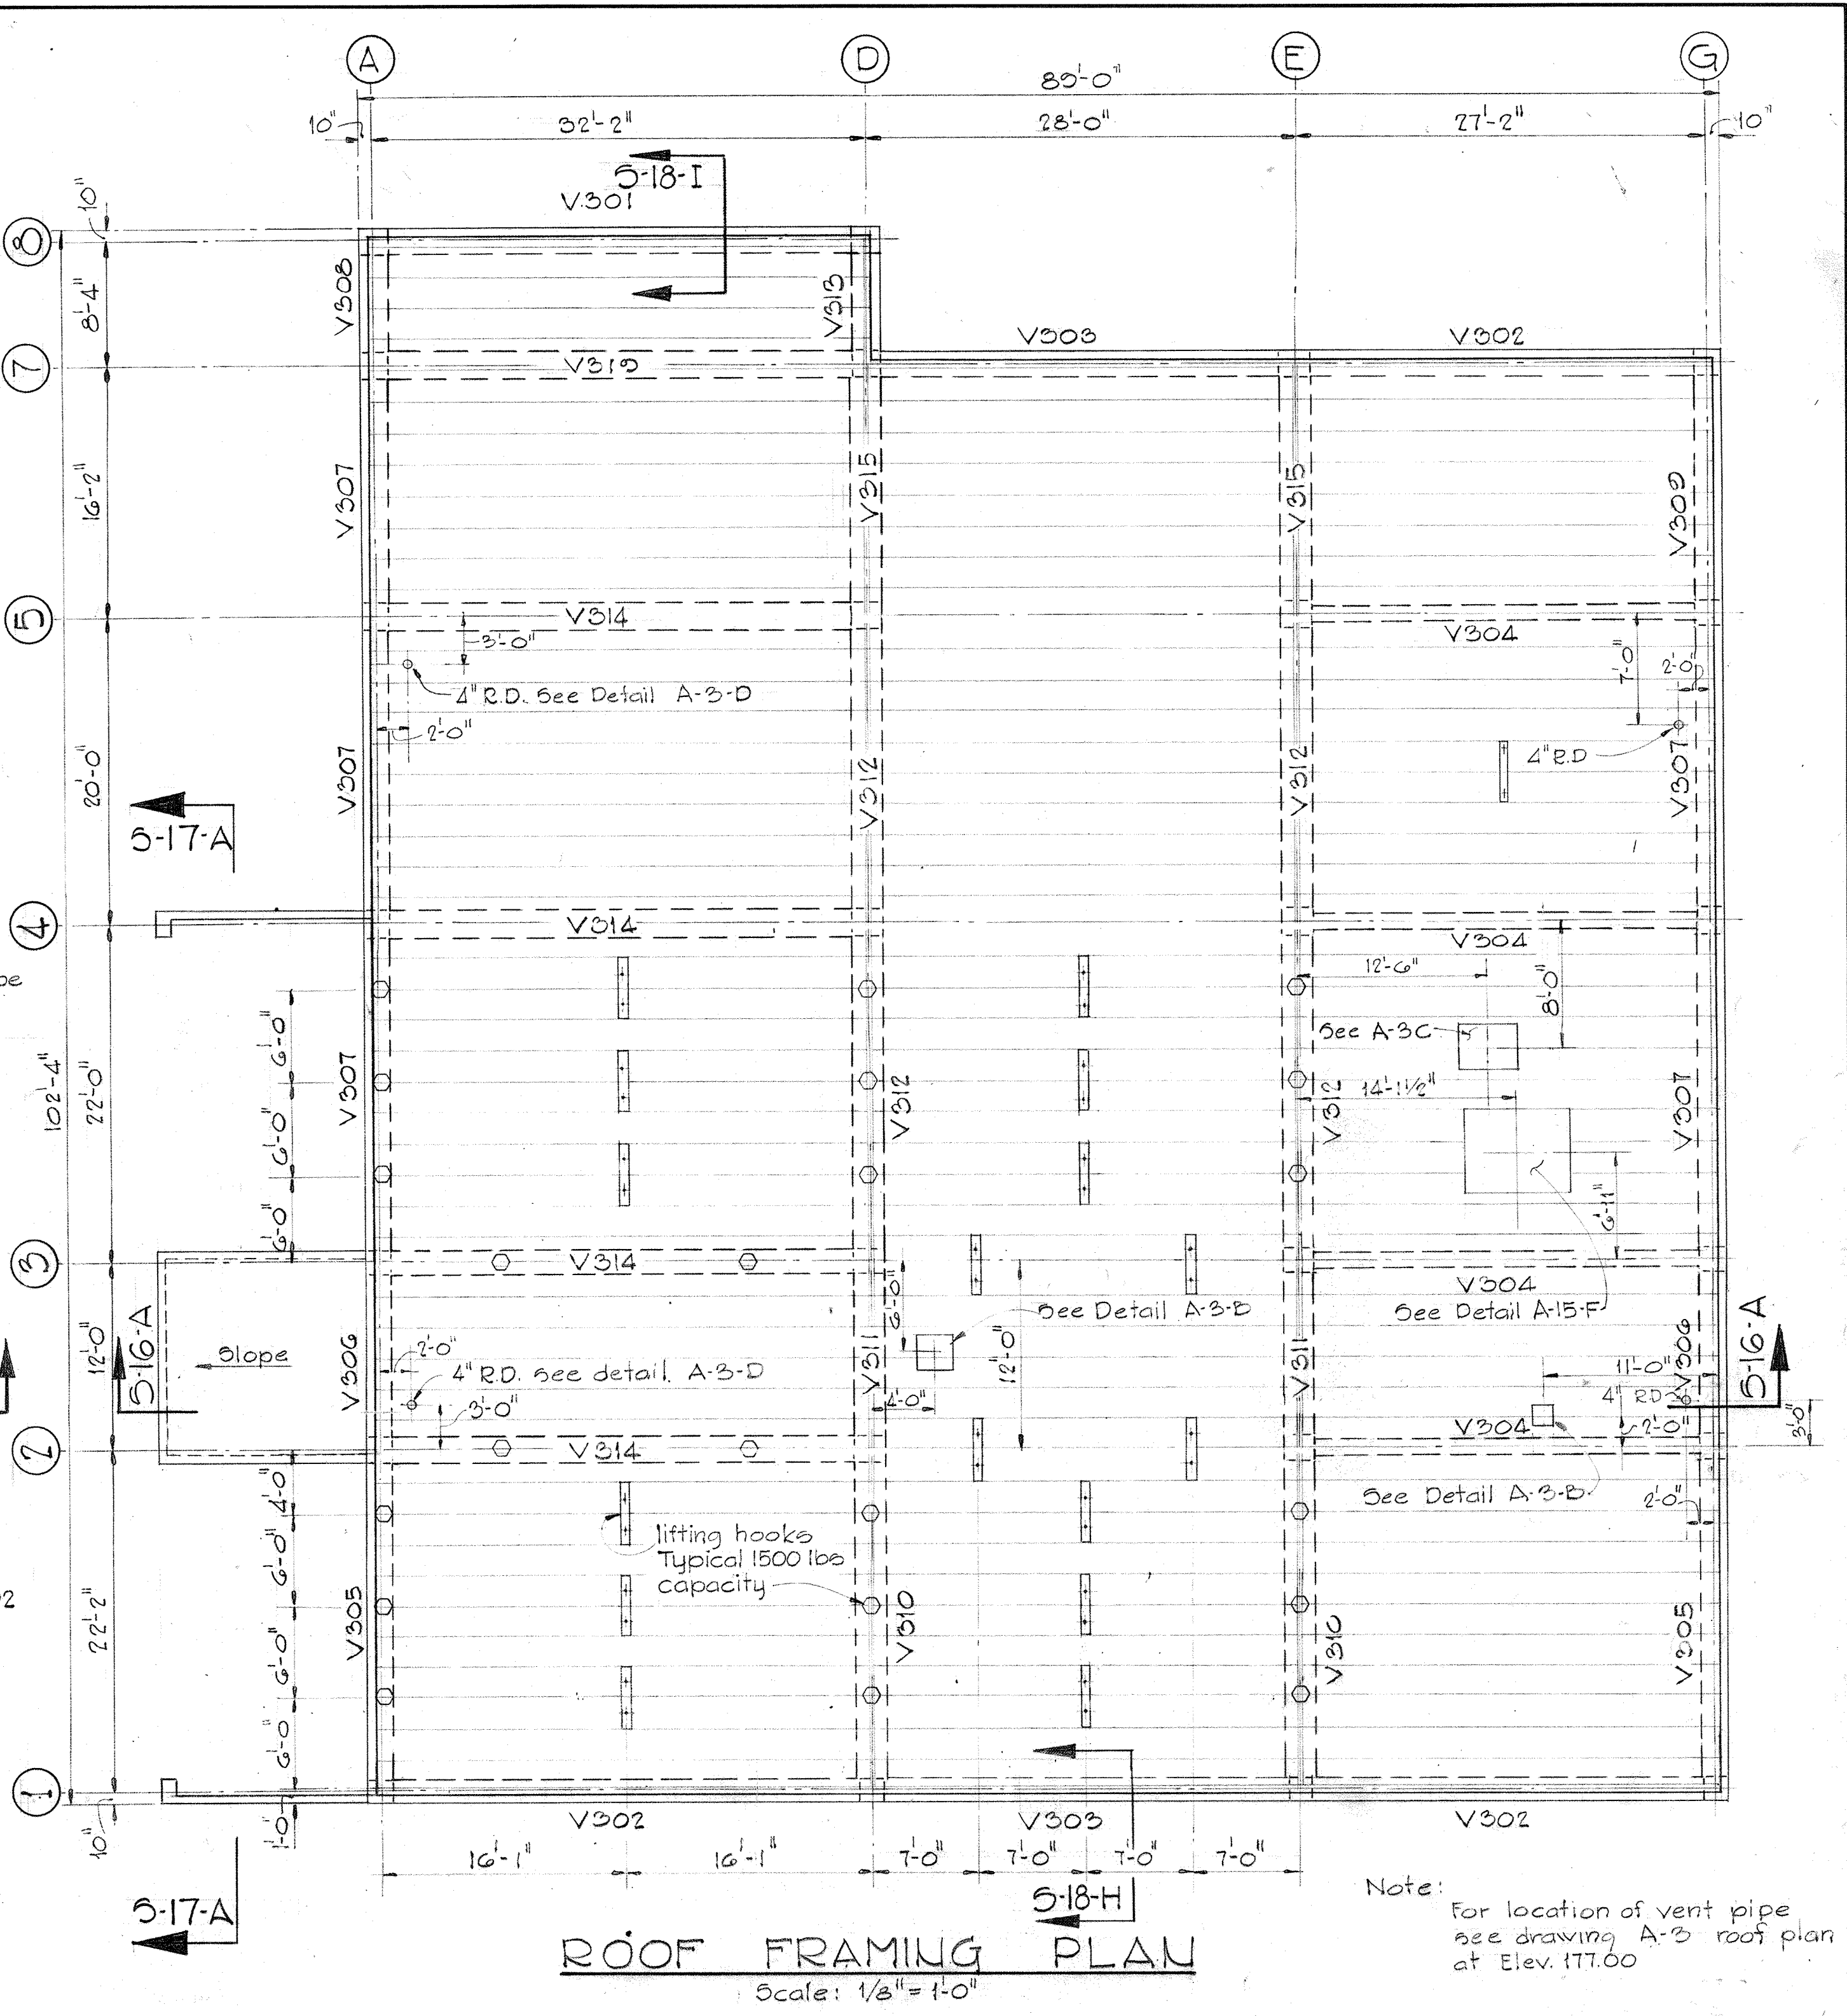 A
D
E
G
89'-0"
10"
32'-2"
28'-0"
27'-2"
10"
S-18-I
V301
10"
8
8'-4"
V308
V313
7
V319
V303
V302
16'-2"
V307
V315
V315
V309
5
V314
3'-0"
V304
7'-0"
2'-0"
4" R.D. See Detail A-3-D
2'-0"
20'-0"
V307
V312
V312
4" R.D
V307
S-17-A
4
V314
V304
12'-6"
8'-0"
See A-3C
6'-0"
102'-4"
22'-0"
V307
V312
14'-1 1/2"
V312
V307
6'-0"
6'-11"
6'-0"
3
V314
V304
6'-0"
See Detail A-3-B
See Detail A-15-F
S-16-A
12'-0"
S-16-A
Slope
V306
2'-0"
4" R.D. See detail. A-3-D
3'-0"
V311
4'-0"
12'-0"
V311
11'-0"
V306
4" R.D
2'-0"
3'-0"
2
V314
V304
See Detail A-3-B
2'-0"
4'-0"
6'-0"
lifting hooks
Typical 1500 lbs
capacity
22'-2"
V305
V310
V310
V305
6'-0"
6'-0"
1
10"
1'-0"
V302
V303
V302
16'-1"
16'-1"
7'-0"
7'-0"
7'-0"
7'-0"
S-17-A
S-18-H
Note:
For location of vent pipe
see drawing A-3 roof plan
at Elev. 177.00
ROOF FRAMING PLAN
Scale: 1/8" = 1'-0"